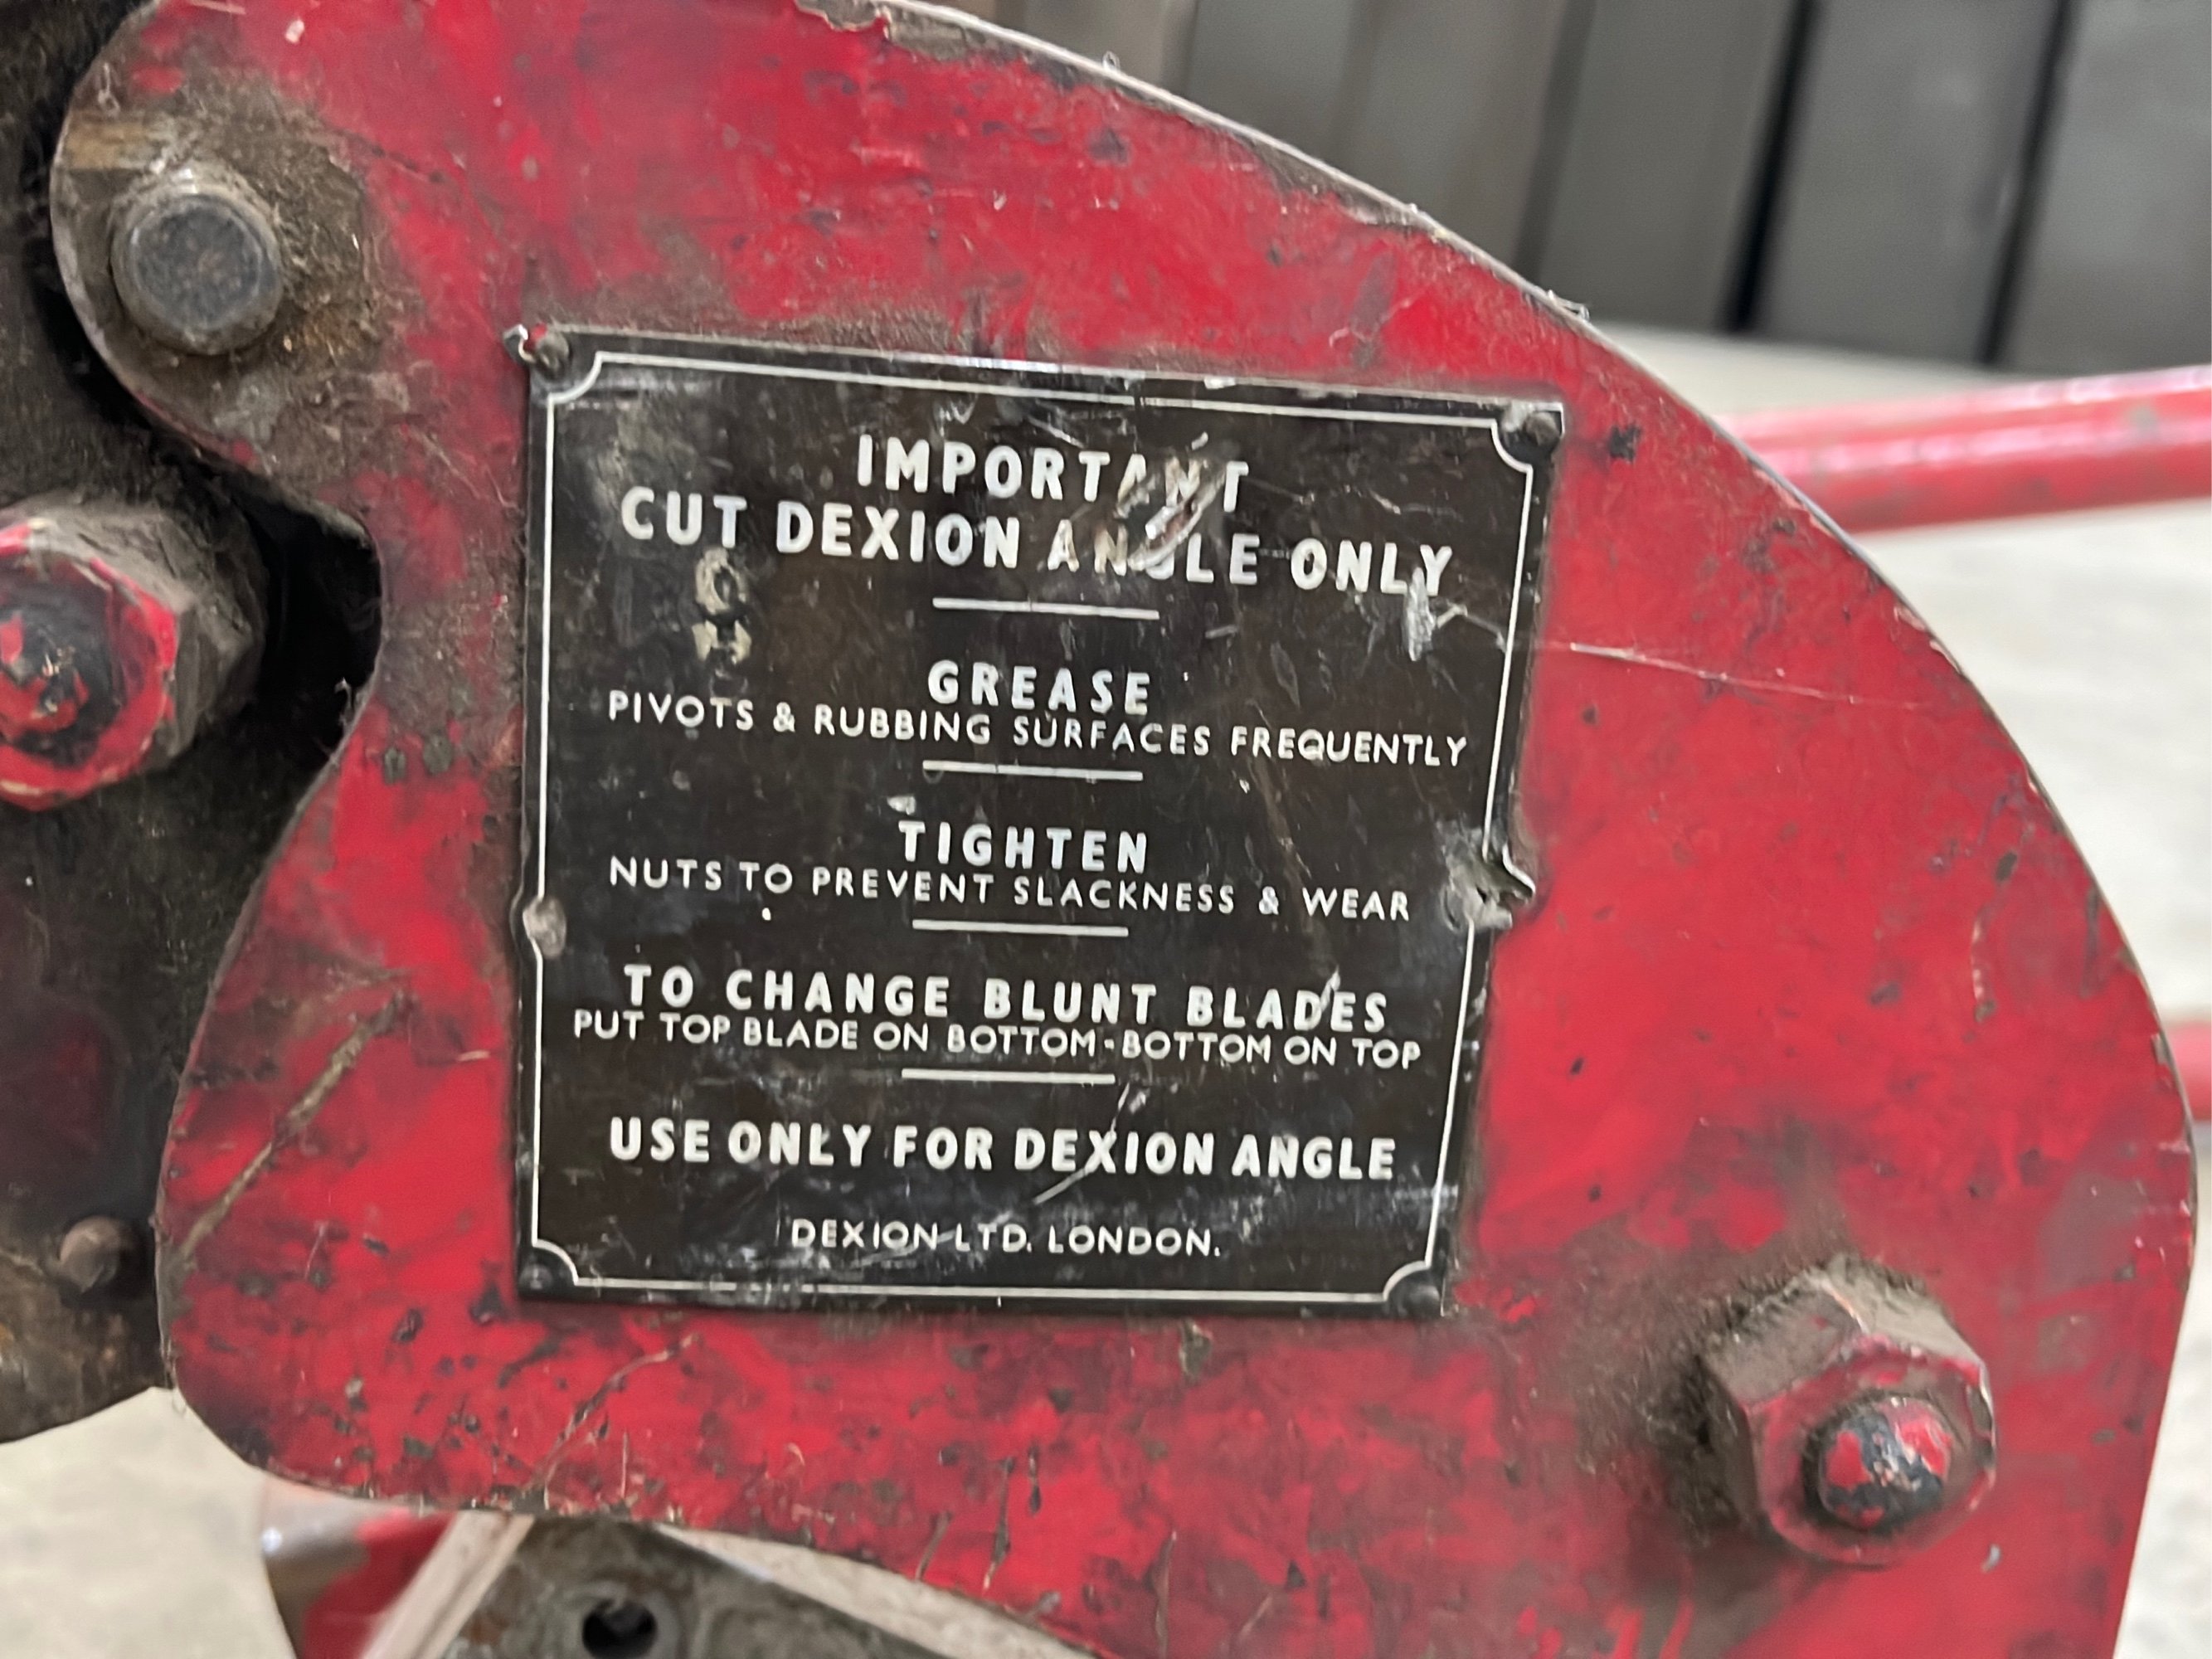 IMPORTANT
CUT DEXION ANGLE ONLY
GREASE
PIVOTS & RUBBING SURFACES FREQUENTLY
TIGHTEN
NUTS TO PREVENT SLACKNESS & WEAR
TO CHANGE BLUNT BLADES
PUT TOP BLADE ON BOTTOM-BOTTOM ON TOP
USE ONLY FOR DEXION ANGLE
DEXION LTD. LONDON.